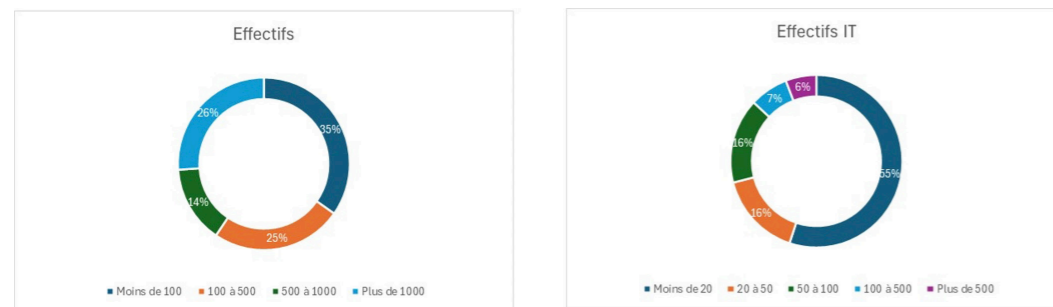 Effectifs
26%
35%
14%
25%
Moins de 100 100 à 500 500 à 1000 Plus de 1000
Effectifs IT
6%
7%
16%
55%
16%
Moins de 20 20 à 50 50 à 100 100 à 500 Plus de 500